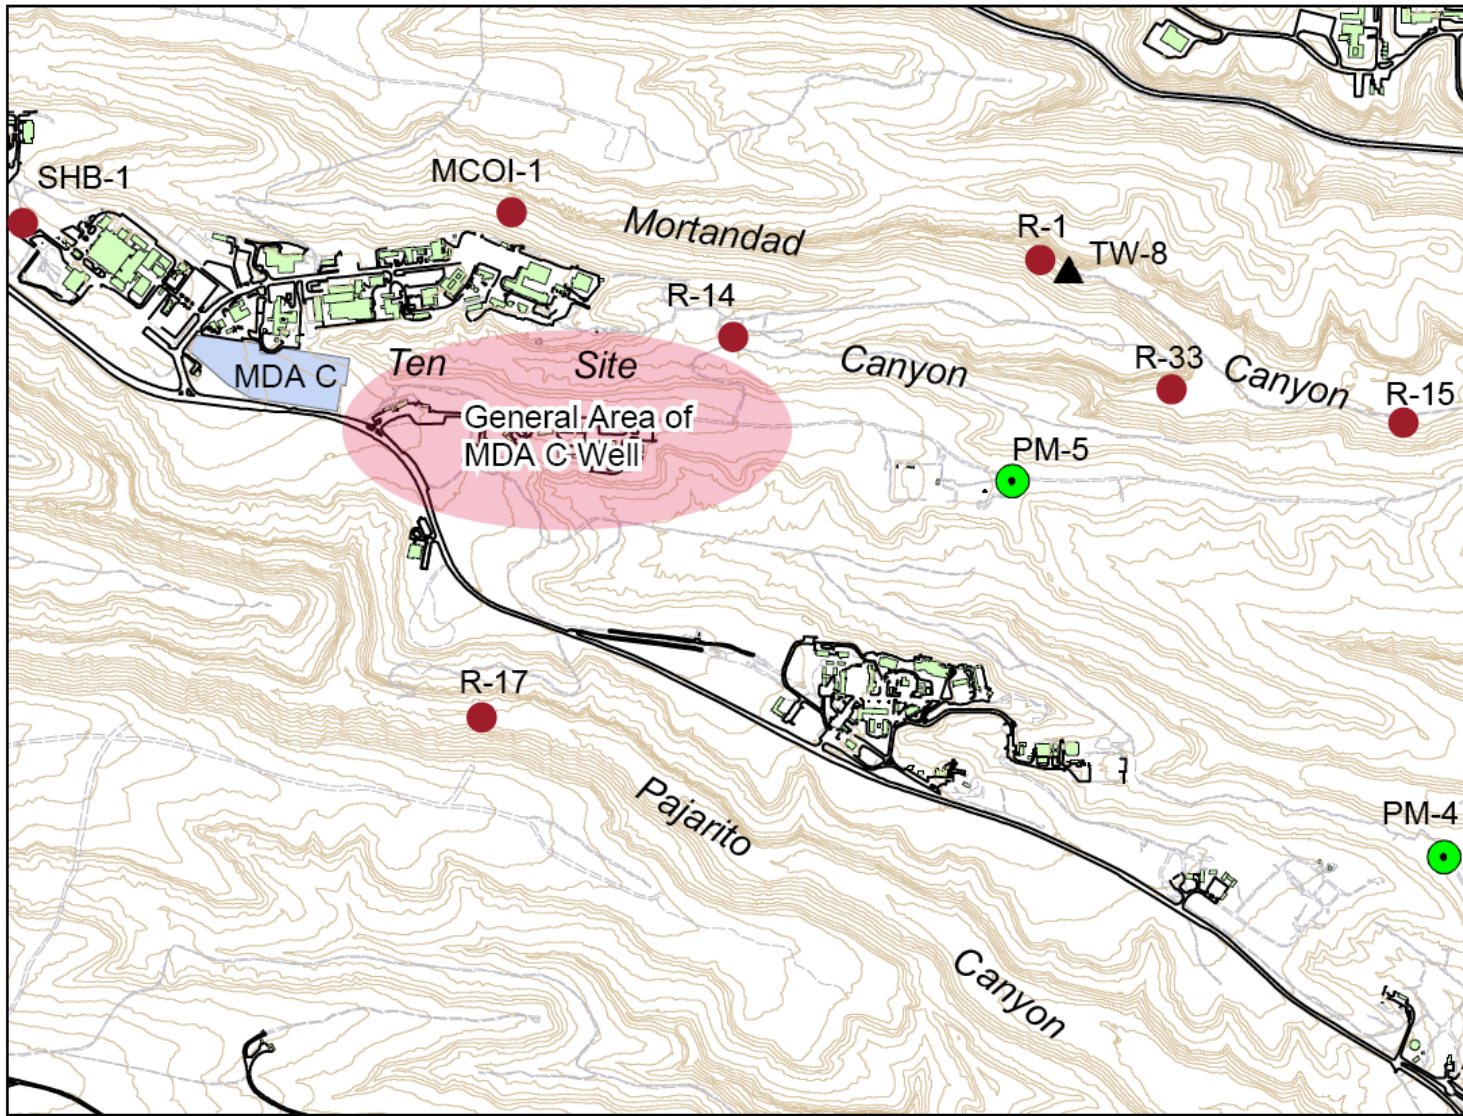 SHB-1
MCOI-1
Mortandad
R-1
TW-8
R-14
Ten Site Canyon
R-33
Canyon
R-15
MDA C
General Area of
MDA C Well
PM-5
R-17
Pajarito
PM-4
Canyon